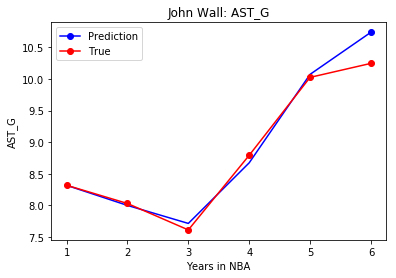 John Wall: AST_G
Prediction
True
AST_G
10.5
10.0
9.5
9.0
8.5
8.0
7.5
1 2 3 4 5 6
Years in NBA